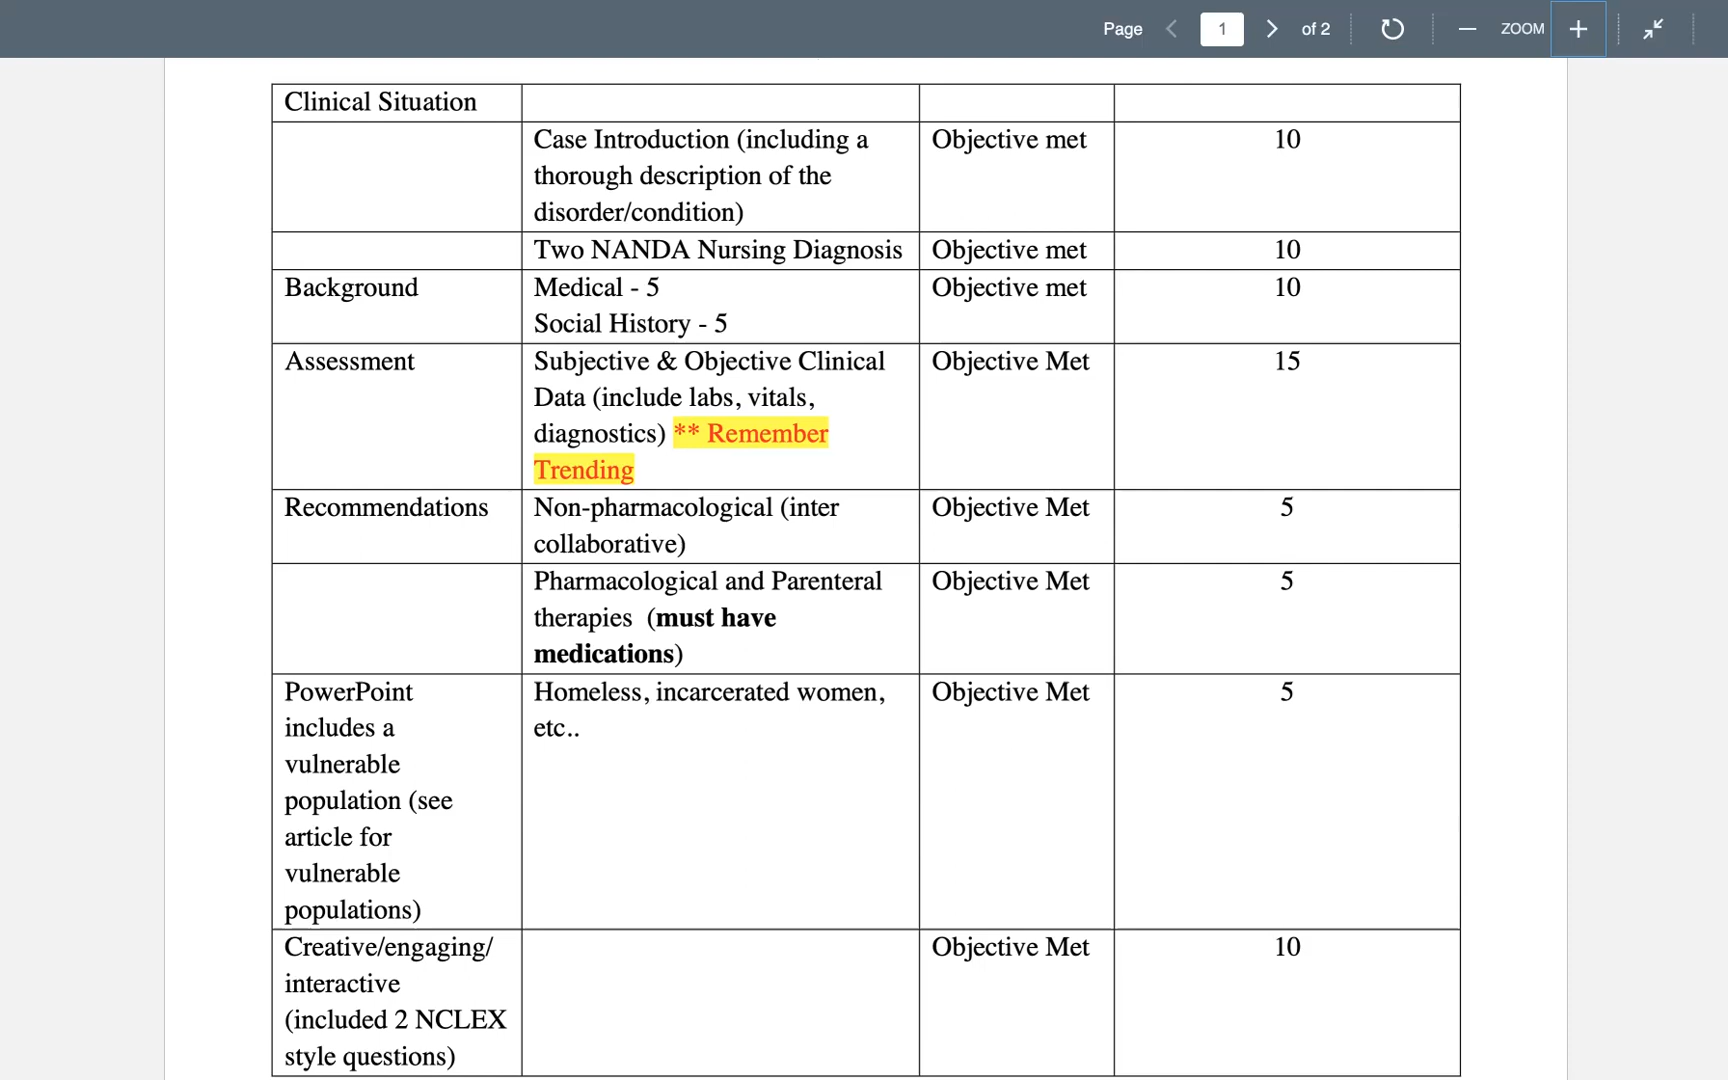 Page 1 of 2 ZOOM
Clinical Situation
Case Introduction (including a Objective met 10
thorough description of the
disorder/condition)
Two NANDA Nursing Diagnosis Objective met 10
Background Medical - 5 Objective met 10
Social History - 5
Assessment Subjective & Objective Clinical Objective Met 15
Data (include labs, vitals,
diagnostics) ** Remember
Trending
Recommendations Non-pharmacological (inter Objective Met 5
collaborative)
Pharmacological and Parenteral Objective Met 5
therapies (must have
medications)
PowerPoint Homeless, incarcerated women, Objective Met 5
includes a etc..
vulnerable
population (see
article for
vulnerable
populations)
Creative/engaging/ Objective Met 10
interactive
(included 2 NCLEX
style questions)